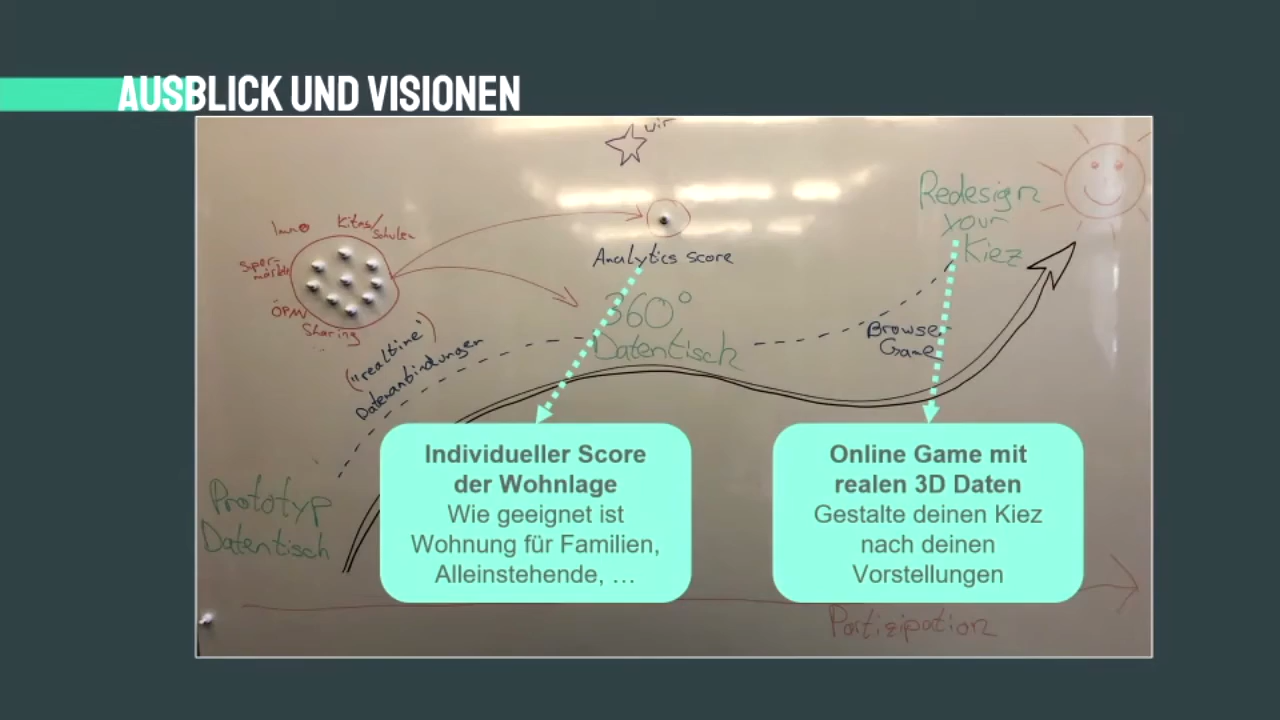 AUSBLICK UND VISIONEN
wir
Redesign
your
Kiez
Immo
Kitas/
Schulen
Super-
märkte
ÖPNV
Sharing
...
Analytics score
360°
Datentisch
("realtime")
Datenanbindungen
Browser
Game
Prototyp
Datentisch
Individueller Score
der Wohnlage
Wie geeignet ist
Wohnung für Familien,
Alleinstehende, …
Online Game mit
realen 3D Daten
Gestalte deinen Kiez
nach deinen
Vorstellungen
Partizipation